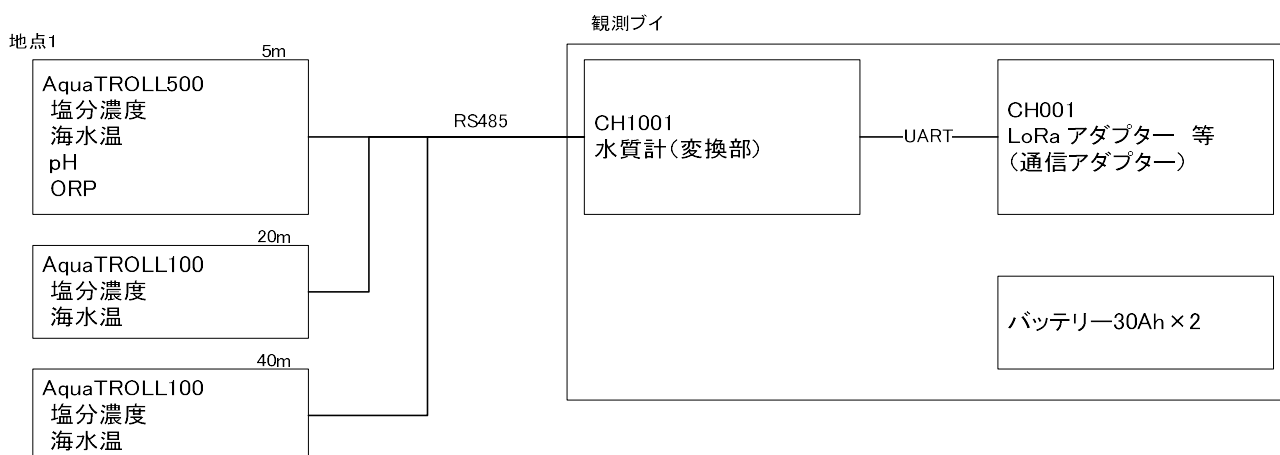 観測ブイ
地点1
5m
AquaTROLL500
塩分濃度
海水温
pH
ORP
20m
AquaTROLL100
塩分濃度
海水温
40m
AquaTROLL100
塩分濃度
海水温
RS485
CH1001
水質計(変換部)
UART
CH001
LoRa アダプター 等
(通信アダプター)
バッテリー30Ah×2